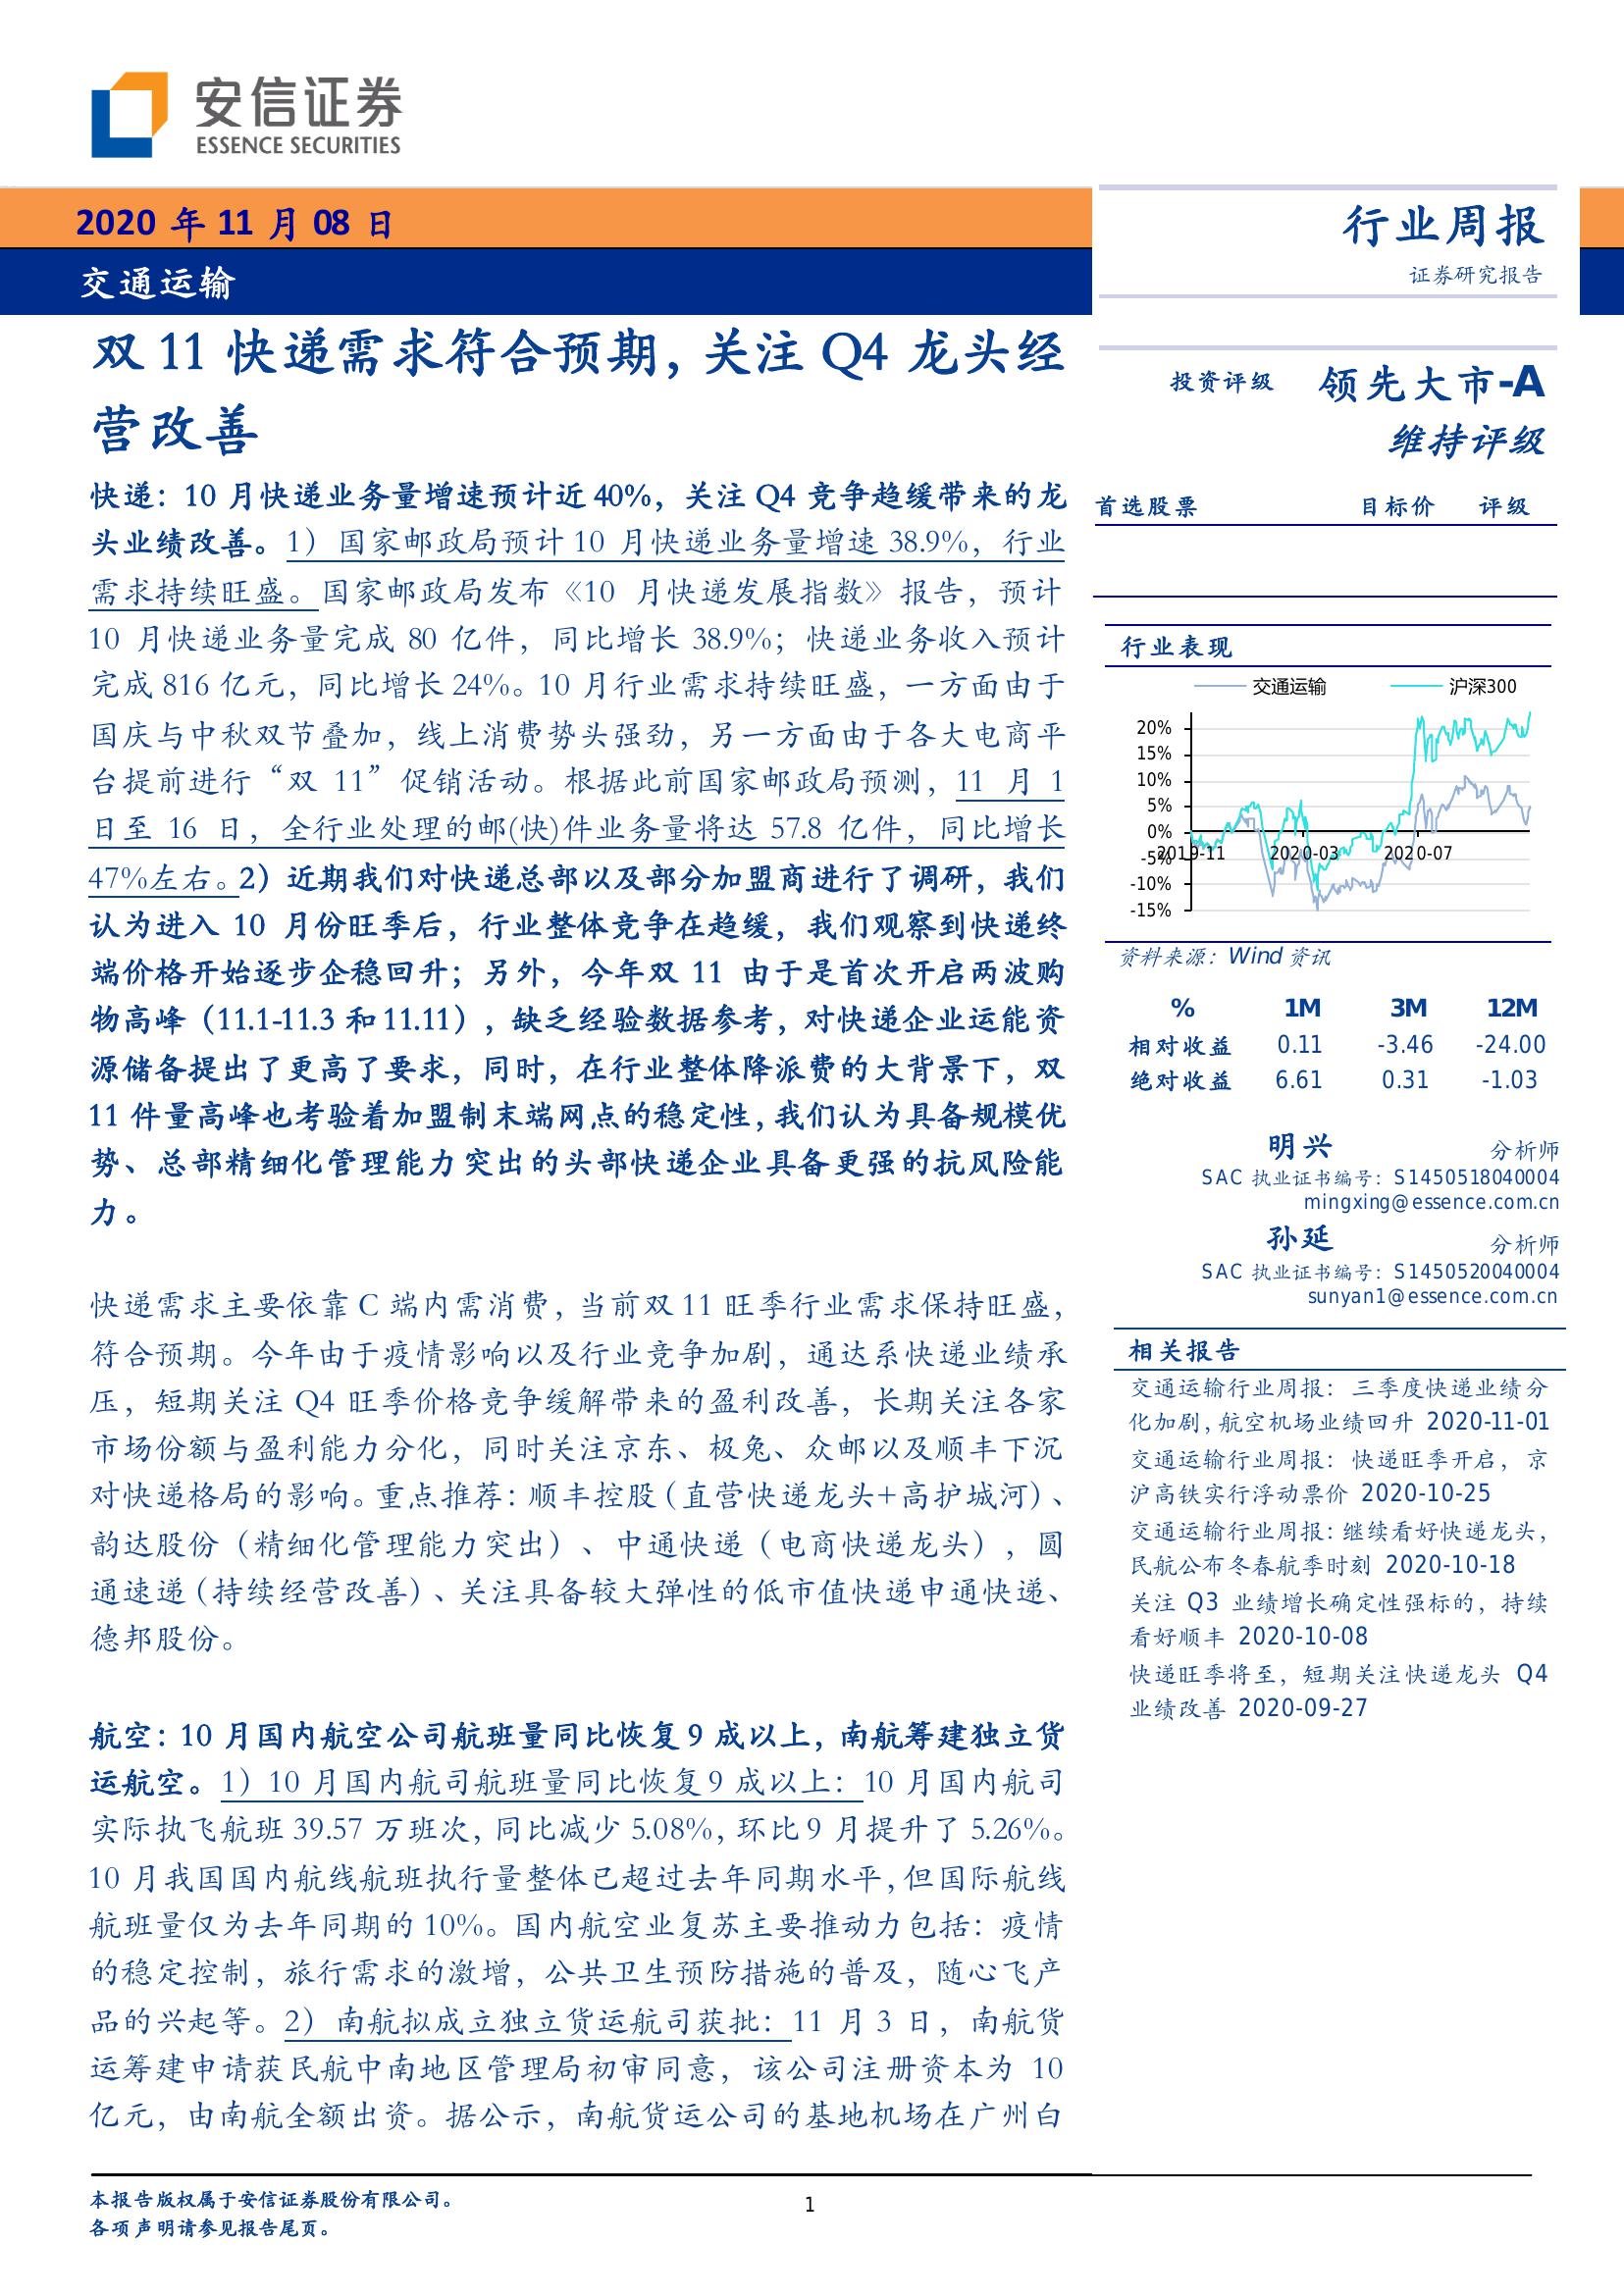 安信证券
ESSENCE SECURITIES
2020 年 11 月 08 日
交通运输
行业周报
证券研究报告
双 11 快递需求符合预期，关注 Q4 龙头经
营改善
快递：10 月快递业务量增速预计近 40%，关注 Q4 竞争趋缓带来的龙
头业绩改善。1）国家邮政局预计 10 月快递业务量增速 38.9%，行业
需求持续旺盛。国家邮政局发布《10 月快递发展指数》报告，预计
10 月快递业务量完成 80 亿件，同比增长 38.9%；快递业务收入预计
完成 816 亿元，同比增长 24%。10 月行业需求持续旺盛，一方面由于
国庆与中秋双节叠加，线上消费势头强劲，另一方面由于各大电商平
台提前进行“双 11”促销活动。根据此前国家邮政局预测，11 月 1
日至 16 日，全行业处理的邮(快)件业务量将达 57.8 亿件，同比增长
47%左右。2）近期我们对快递总部以及部分加盟商进行了调研，我们
认为进入 10 月份旺季后，行业整体竞争在趋缓，我们观察到快递终
端价格开始逐步企稳回升；另外，今年双 11 由于是首次开启两波购
物高峰（11.1-11.3 和 11.11），缺乏经验数据参考，对快递企业运能资
源储备提出了更高了要求，同时，在行业整体降派费的大背景下，双
11 件量高峰也考验着加盟制末端网点的稳定性，我们认为具备规模优
势、总部精细化管理能力突出的头部快递企业具备更强的抗风险能
力。
快递需求主要依靠 C 端内需消费，当前双 11 旺季行业需求保持旺盛，
符合预期。今年由于疫情影响以及行业竞争加剧，通达系快递业绩承
压，短期关注 Q4 旺季价格竞争缓解带来的盈利改善，长期关注各家
市场份额与盈利能力分化，同时关注京东、极兔、众邮以及顺丰下沉
对快递格局的影响。重点推荐：顺丰控股（直营快递龙头+高护城河）、
韵达股份（精细化管理能力突出）、中通快递（电商快递龙头），圆
通速递（持续经营改善）、关注具备较大弹性的低市值快递申通快递、
德邦股份。
航空：10 月国内航空公司航班量同比恢复 9 成以上，南航筹建独立货
运航空。1）10 月国内航司航班量同比恢复 9 成以上：10 月国内航司
实际执飞航班 39.57 万班次，同比减少 5.08%，环比 9 月提升了 5.26%。
10 月我国国内航线航班执行量整体已超过去年同期水平，但国际航线
航班量仅为去年同期的 10%。国内航空业复苏主要推动力包括：疫情
的稳定控制，旅行需求的激增，公共卫生预防措施的普及，随心飞产
品的兴起等。2）南航拟成立独立货运航司获批：11 月 3 日，南航货
运筹建申请获民航中南地区管理局初审同意，该公司注册资本为 10
亿元，由南航全额出资。据公示，南航货运公司的基地机场在广州白
投资评级 领先大市-A
维持评级
首选股票 目标价 评级
行业表现
交通运输 沪深300
20%
15%
10%
5%
0%
-5%
-10%
-15%
2019-11 2020-03 2020-07
资料来源：Wind 资讯
% 1M 3M 12M
相对收益 0.11 -3.46 -24.00
绝对收益 6.61 0.31 -1.03
明兴 分析师
SAC 执业证书编号：S1450518040004
mingxing@essence.com.cn
孙延 分析师
SAC 执业证书编号：S1450520040004
sunyan1@essence.com.cn
相关报告
交通运输行业周报：三季度快递业绩分
化加剧，航空机场业绩回升 2020-11-01
交通运输行业周报：快递旺季开启，京
沪高铁实行浮动票价 2020-10-25
交通运输行业周报：继续看好快递龙头，
民航公布冬春航季时刻 2020-10-18
关注 Q3 业绩增长确定性强标的，持续
看好顺丰 2020-10-08
快递旺季将至，短期关注快递龙头 Q4
业绩改善 2020-09-27
本报告版权属于安信证券股份有限公司。
各项声明请参见报告尾页。
1